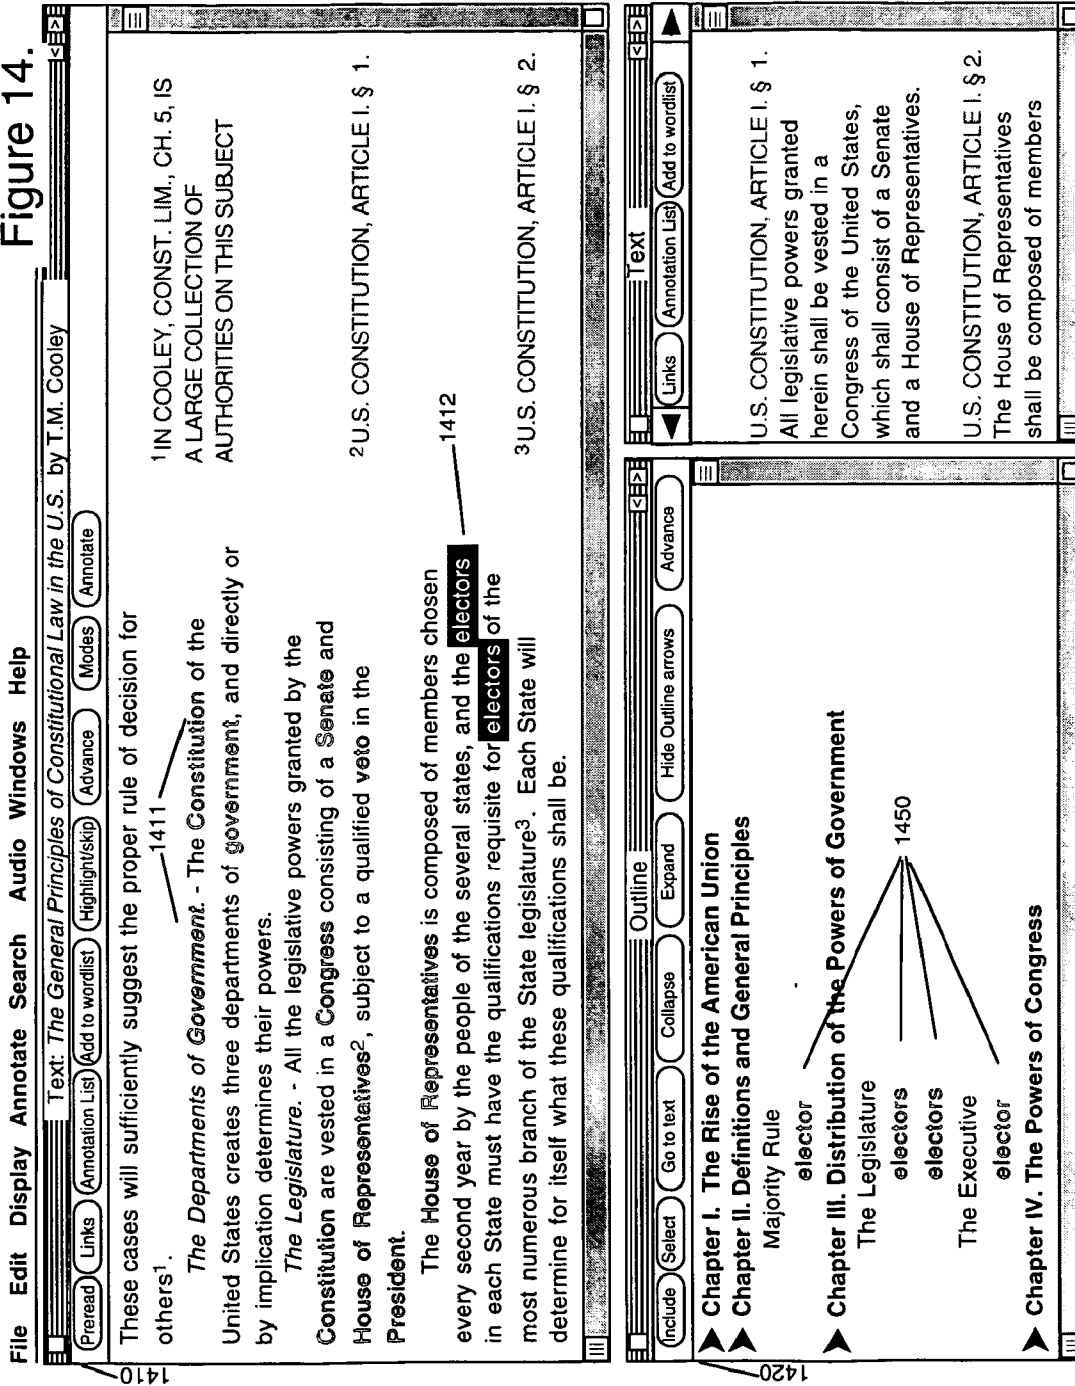 Figure 14.
File Edit Display Annotate Search Audio Windows Help
Text: The General Principles of Constitutional Law in the U.S. by T.M. Cooley
< >
Preread Links Annotation List Add to wordlist Highlight/skip Advance Modes Annotate
1410
These cases will sufficiently suggest the proper rule of decision for
others1.
1411
The Departments of Government. - The Constitution of the
United States creates three departments of government, and directly or
by implication determines their powers.
The Legislature. - All the legislative powers granted by the
Constitution are vested in a Congress consisting of a Senate and
House of Representatives2, subject to a qualified veto in the
President.
The House of Representatives is composed of members chosen
every second year by the people of the several states, and the electors
in each State must have the qualifications requisite for electors of the
most numerous branch of the State legislature3. Each State will
determine for itself what these qualifications shall be.
1412
1IN COOLEY, CONST. LIM., CH. 5, IS
A LARGE COLLECTION OF
AUTHORITIES ON THIS SUBJECT
2U.S. CONSTITUTION, ARTICLE I. § 1.
3U.S. CONSTITUTION, ARTICLE I. § 2.
Outline
< >
Include Select Go to text Collapse Expand Hide Outline arrows Advance
1420
Chapter I. The Rise of the American Union
Chapter II. Definitions and General Principles
Majority Rule
elector
Chapter III. Distribution of the Powers of Government
The Legislature
electors
electors
The Executive
elector
Chapter IV. The Powers of Congress
1450
Text
< >
Links Annotation List Add to wordlist
U.S. CONSTITUTION, ARTICLE I. § 1.
All legislative powers granted
herein shall be vested in a
Congress of the United States,
which shall consist of a Senate
and a House of Representatives.
U.S. CONSTITUTION, ARTICLE I. § 2.
The House of Representatives
shall be composed of members